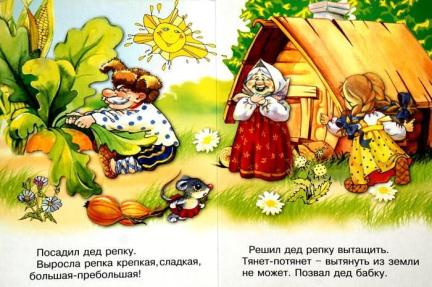 Посадил дед репку.
Выросла репка крепкая,сладкая,
большая-пребольшая!
Решил дед репку вытащить.
Тянет-потянет – вытянуть из земли
не может. Позвал дед бабку.